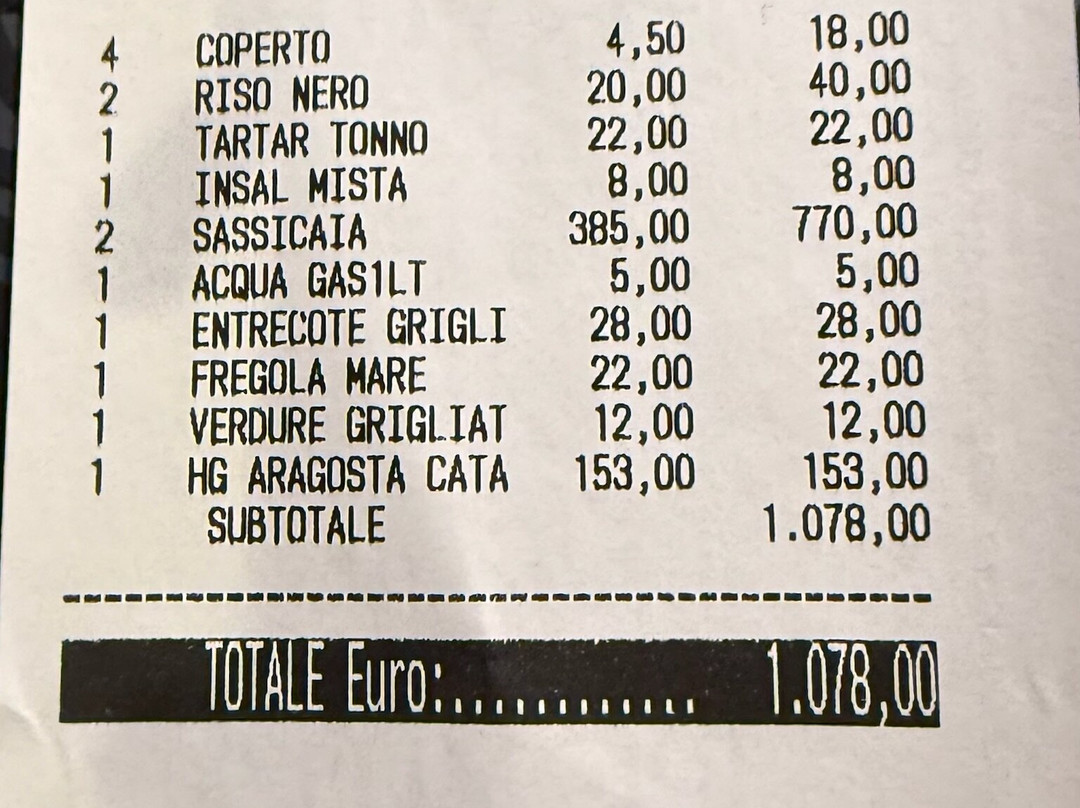 4 COPERTO 4,50 18,00
2 RISO NERO 20,00 40,00
1 TARTAR TONNO 22,00 22,00
1 INSAL MISTA 8,00 8,00
2 SASSICAIA 385,00 770,00
1 ACQUA GAS1LT 5,00 5,00
1 ENTRECOTE GRIGLI 28,00 28,00
1 FREGOLA MARE 22,00 22,00
1 VERDURE GRIGLIAT 12,00 12,00
1 HG ARAGOSTA CATA 153,00 153,00
SUBTOTALE 1.078,00
TOTALE Euro:.............. 1.078,00